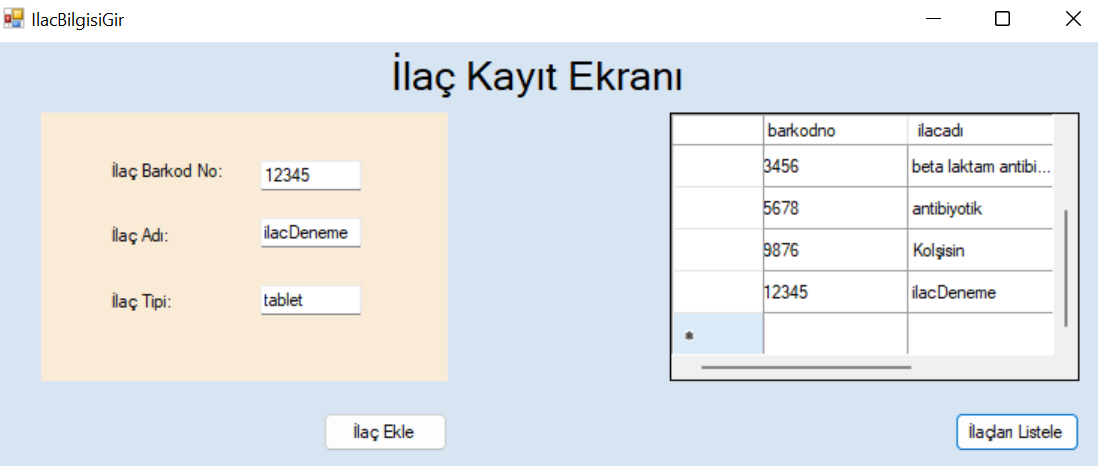 IlacBilgisiGir
İlaç Kayıt Ekranı
İlaç Barkod No: 12345
İlaç Adı: ilacDeneme
İlaç Tipi: tablet
İlaç Ekle
barkodno ilacadı
3456 beta laktam antibi...
5678 antibiyotik
9876 Kolşisin
12345 ilacDeneme
*
İlaçları Listele